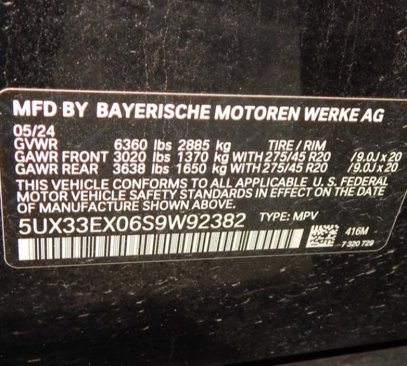 MFD BY BAYERISCHE MOTOREN WERKE AG
05/24
GVWR 6360 lbs 2885 kg TIRE / RIM
GAWR FRONT 3020 lbs 1370 kg WITH 275/45 R20 /9.0J x 20
GAWR REAR 3638 lbs 1650 kg WITH 275/45 R20 /9.0J x 20
THIS VEHICLE CONFORMS TO ALL APPLICABLE U. S. FEDERAL
MOTOR VEHICLE SAFETY STANDARDS IN EFFECT ON THE DATE
OF MANUFACTURE SHOWN ABOVE.
5UX33EX06S9W92382 TYPE: MPV
416M
7 320 729